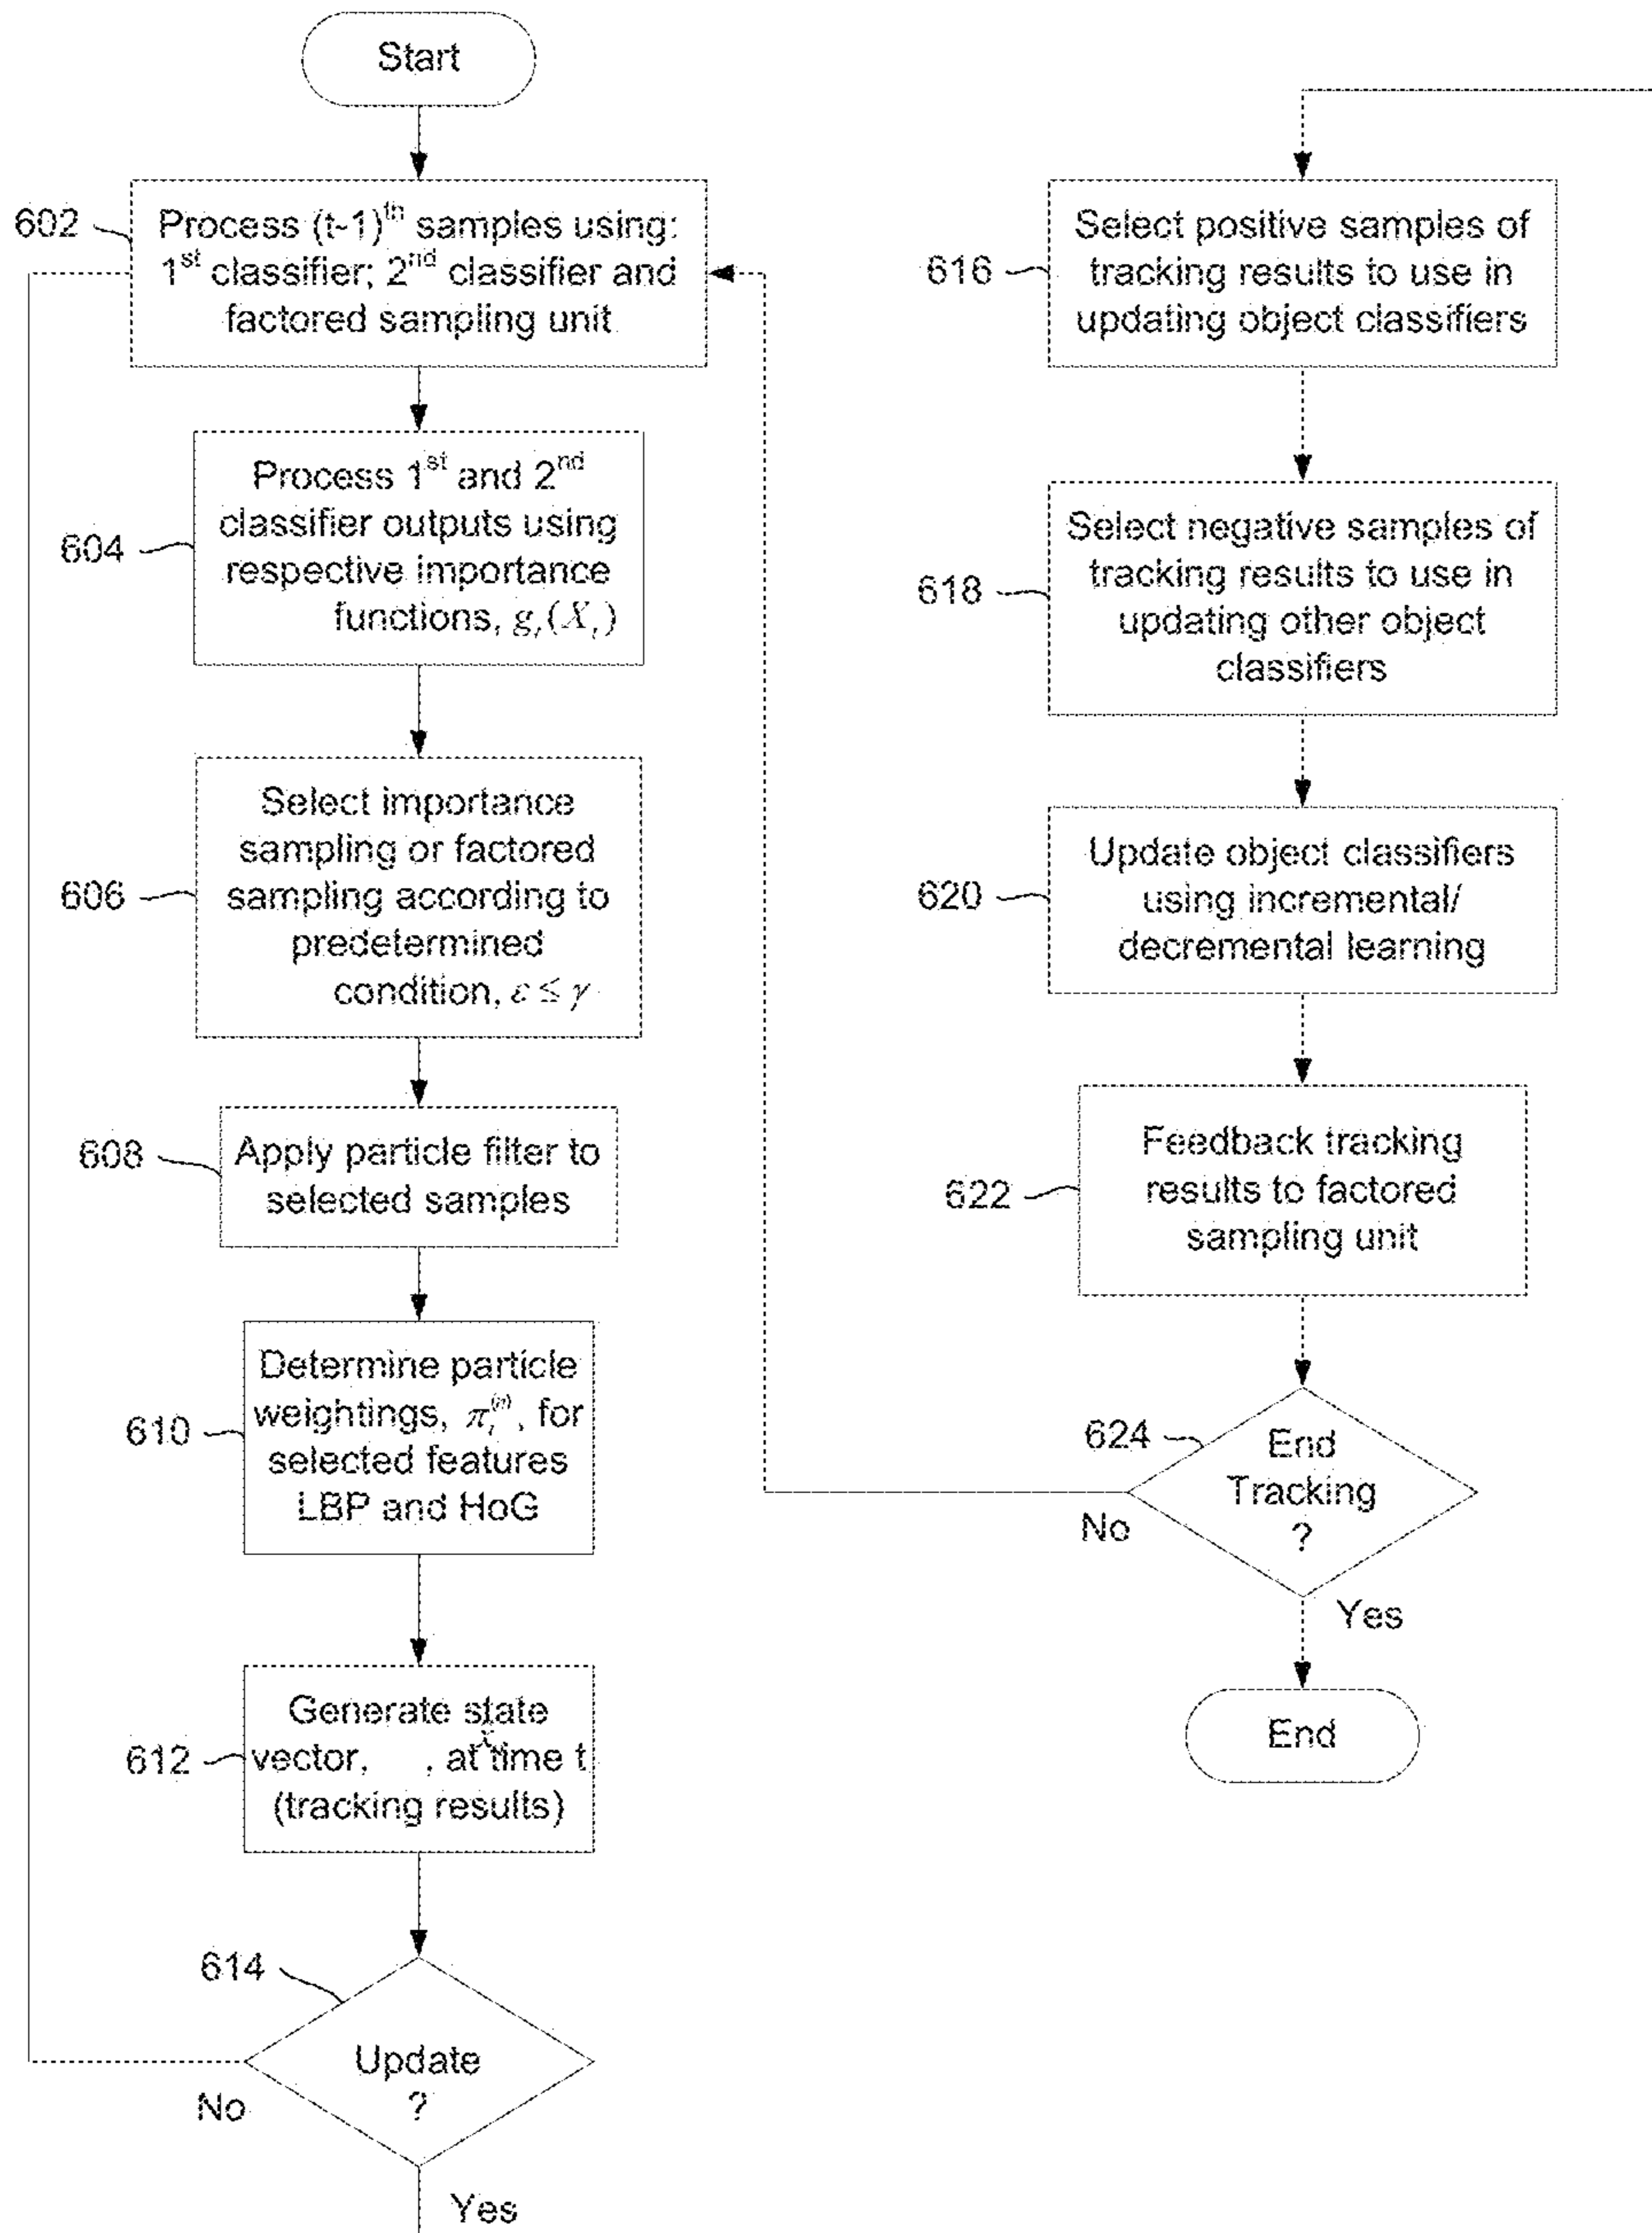 Start
602
Process (t-1)th samples using:
1st classifier; 2nd classifier and
factored sampling unit
604
Process 1st and 2nd
classifier outputs using
respective importance
functions, gt(Xt)
606
Select importance
sampling or factored
sampling according to
predetermined
condition, ε ≤ γ
608
Apply particle filter to
selected samples
610
Determine particle
weightings, πt(n), for
selected features
LBP and HoG
612
Generate state
vector, , at time t
(tracking results)
614
Update
?
No
Yes
616
Select positive samples of
tracking results to use in
updating object classifiers
618
Select negative samples of
tracking results to use in
updating other object
classifiers
620
Update object classifiers
using incremental/
decremental learning
622
Feedback tracking
results to factored
sampling unit
624
End
Tracking
?
No
Yes
End